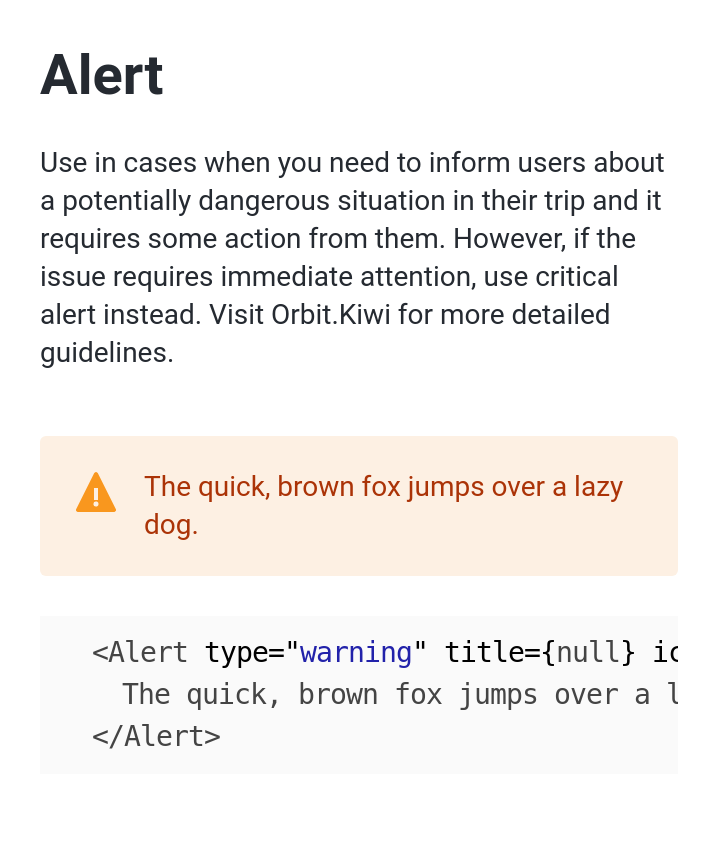 Alert
Use in cases when you need to inform users about
a potentially dangerous situation in their trip and it
requires some action from them. However, if the
issue requires immediate attention, use critical
alert instead. Visit Orbit.Kiwi for more detailed
guidelines.
The quick, brown fox jumps over a lazy
dog.
<Alert type="warning" title={null} ic
The quick, brown fox jumps over a l
</Alert>